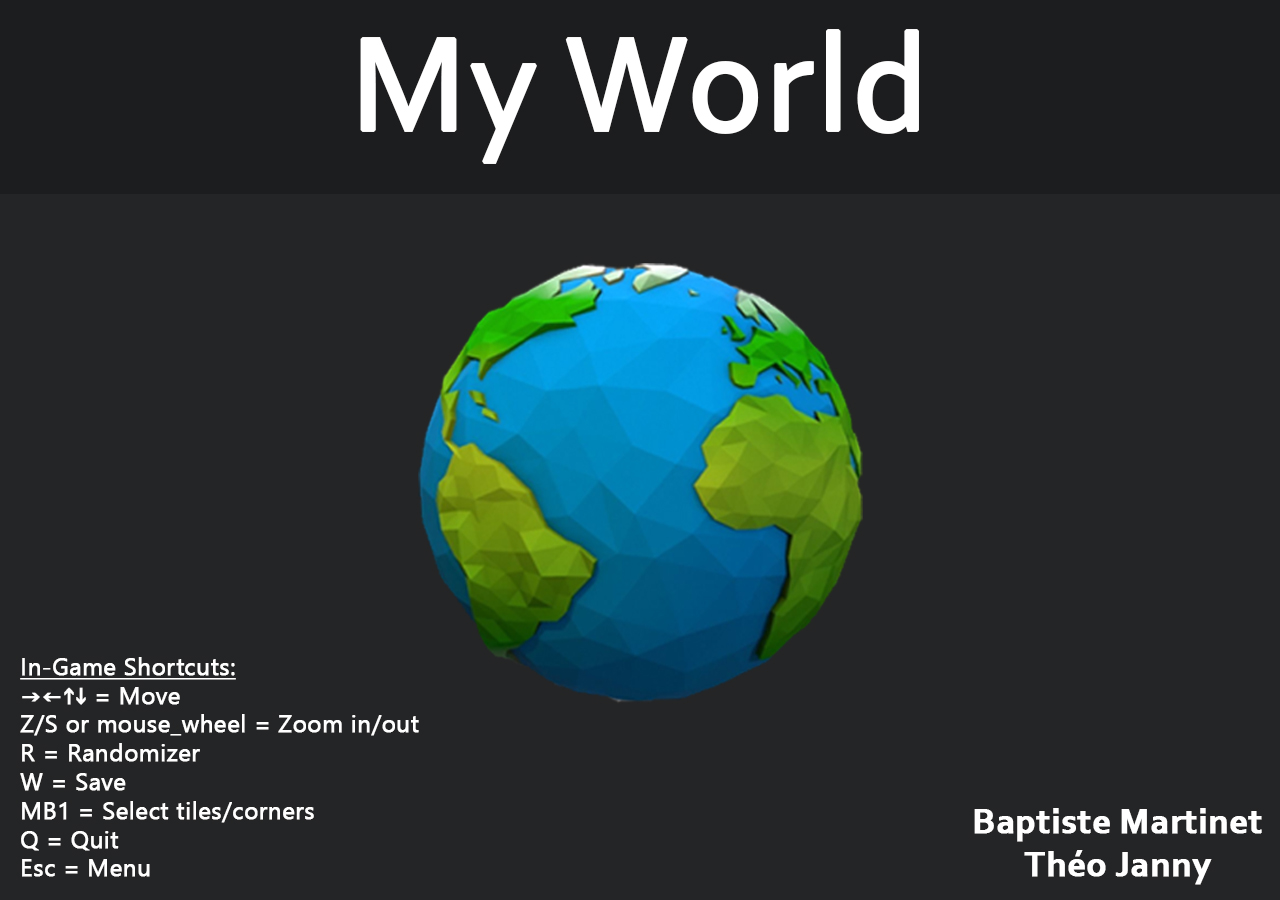 My World
In-Game Shortcuts:
→←↑↓ = Move
Z/S or mouse_wheel = Zoom in/out
R = Randomizer
W = Save
MB1 = Select tiles/corners
Q = Quit
Esc = Menu
Baptiste Martinet
Théo Janny